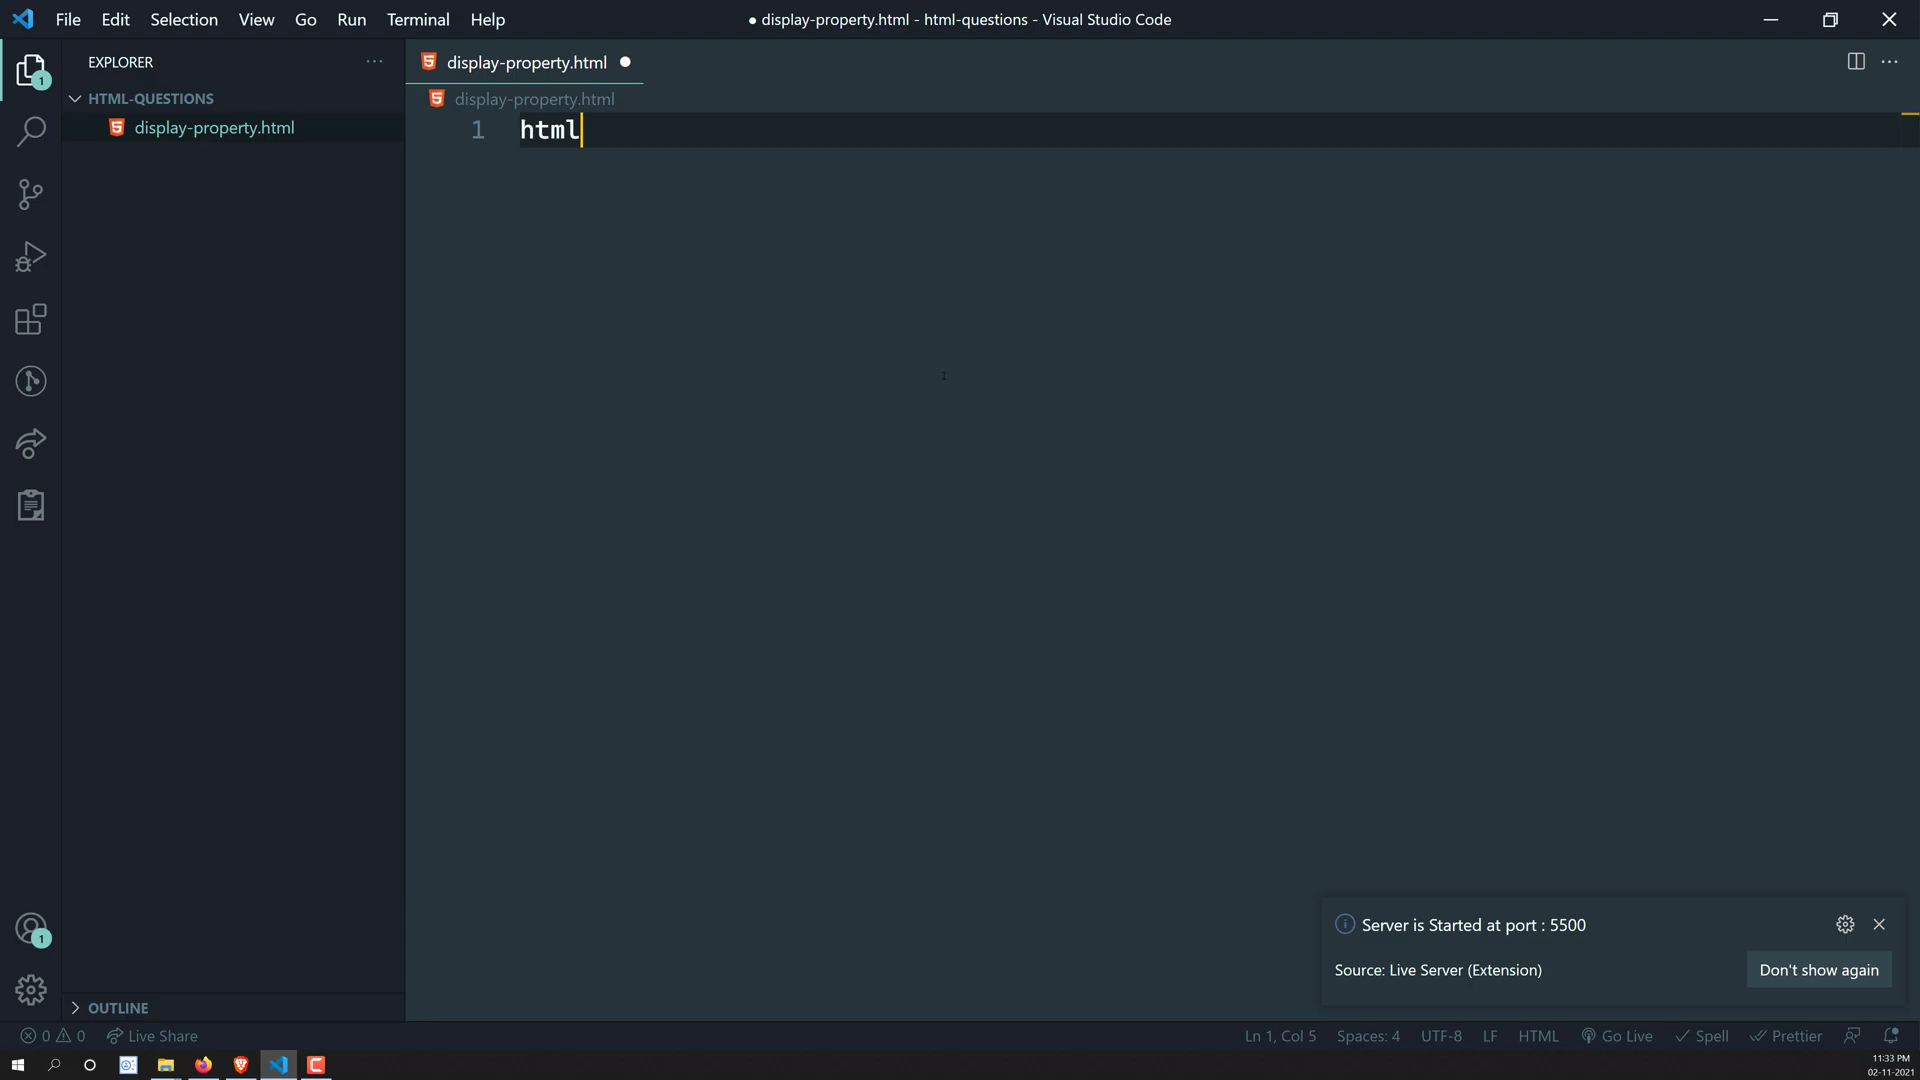 File Edit Selection View Go Run Terminal Help
● display-property.html - html-questions - Visual Studio Code
EXPLORER
display-property.html
HTML-QUESTIONS
display-property.html
display-property.html
1 html
1
Server is Started at port : 5500
Source: Live Server (Extension)
Don't show again
1
OUTLINE
0 0 Live Share
Ln 1, Col 5 Spaces: 4 UTF-8 LF HTML Go Live Spell Prettier
11:33 PM
02-11-2021